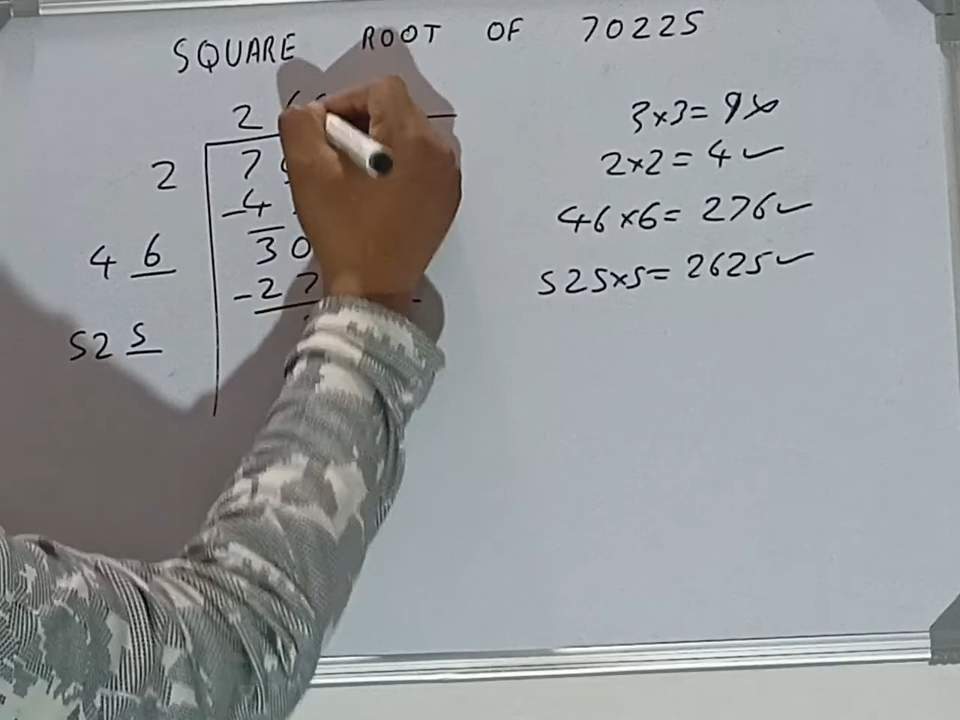 SQUARE ROOT OF 70225
2 6
2 7
3×3= 9×
-4
2×2 = 4 ✓
4 6 30
46×6= 276 ✓
-27
525×5= 2625 ✓
52 5